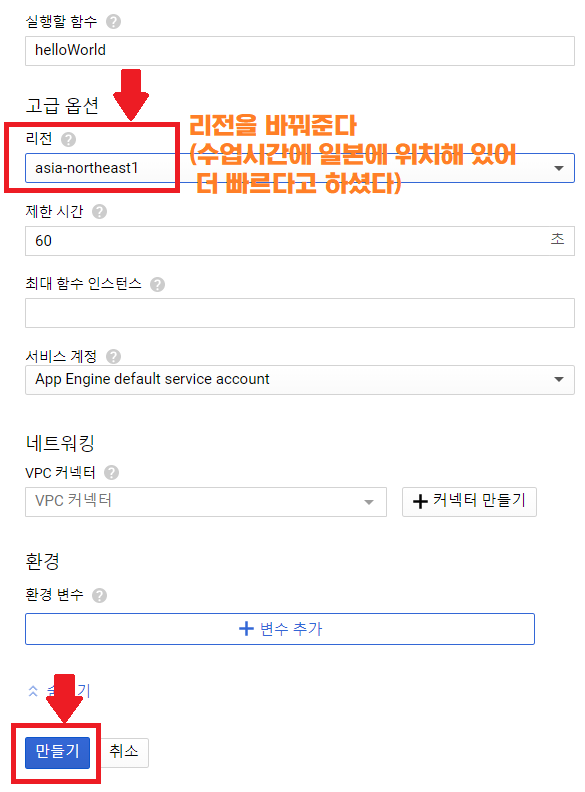 실행할 함수
helloWorld
고급 옵션
리전
asia-northeast1
리전을 바꿔준다
(수업시간에 일본에 위치해 있어
더 빠르다고 하셨다)
제한 시간
60 초
최대 함수 인스턴스
서비스 계정
App Engine default service account
네트워킹
VPC 커넥터
VPC 커넥터
커넥터 만들기
환경
환경 변수
변수 추가
만들기 취소